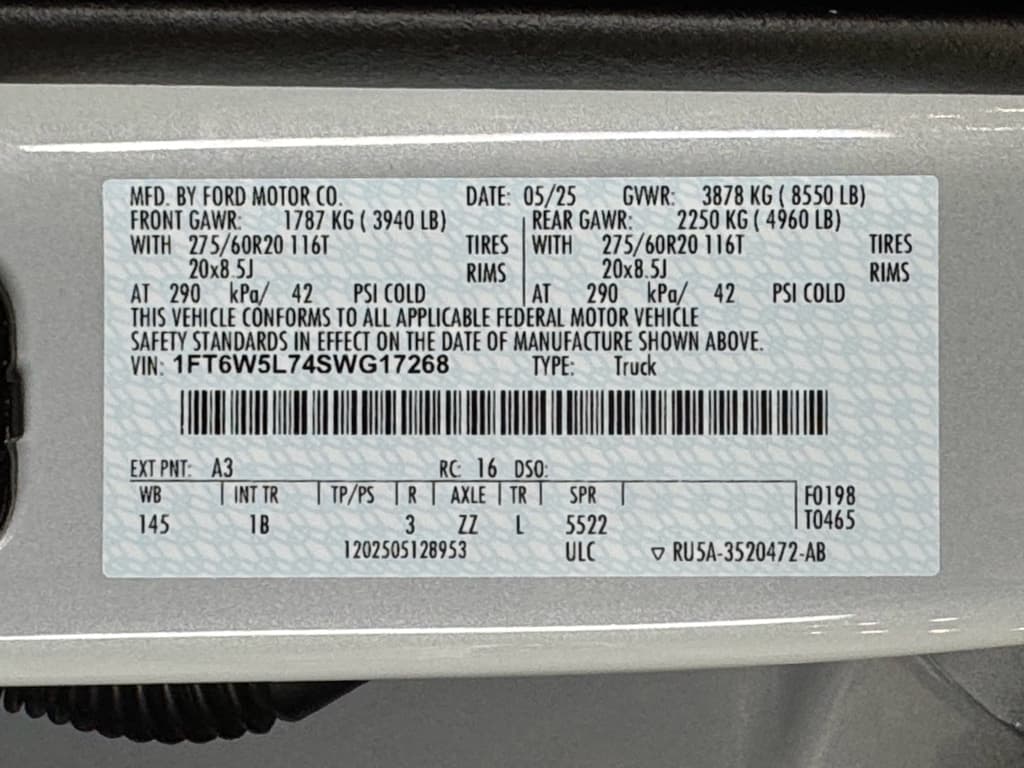 MFD. BY FORD MOTOR CO. DATE: 05/25 GVWR: 3878 KG ( 8550 LB)
FRONT GAWR: 1787 KG ( 3940 LB) REAR GAWR: 2250 KG ( 4960 LB)
WITH 275/60R20 116T TIRES WITH 275/60R20 116T TIRES
20x8.5J RIMS 20x8.5J RIMS
AT 290 kPa/ 42 PSI COLD AT 290 kPa/ 42 PSI COLD
THIS VEHICLE CONFORMS TO ALL APPLICABLE FEDERAL MOTOR VEHICLE
SAFETY STANDARDS IN EFFECT ON THE DATE OF MANUFACTURE SHOWN ABOVE.
VIN: 1FT6W5L74SWG17268 TYPE: Truck
EXT PNT: A3 RC: 16 DSO:
WB INT TR TP/PS R AXLE TR SPR F0198
145 1B 3 ZZ L 5522 T0465
1202505128953 ULC ▽ RU5A-3520472-AB